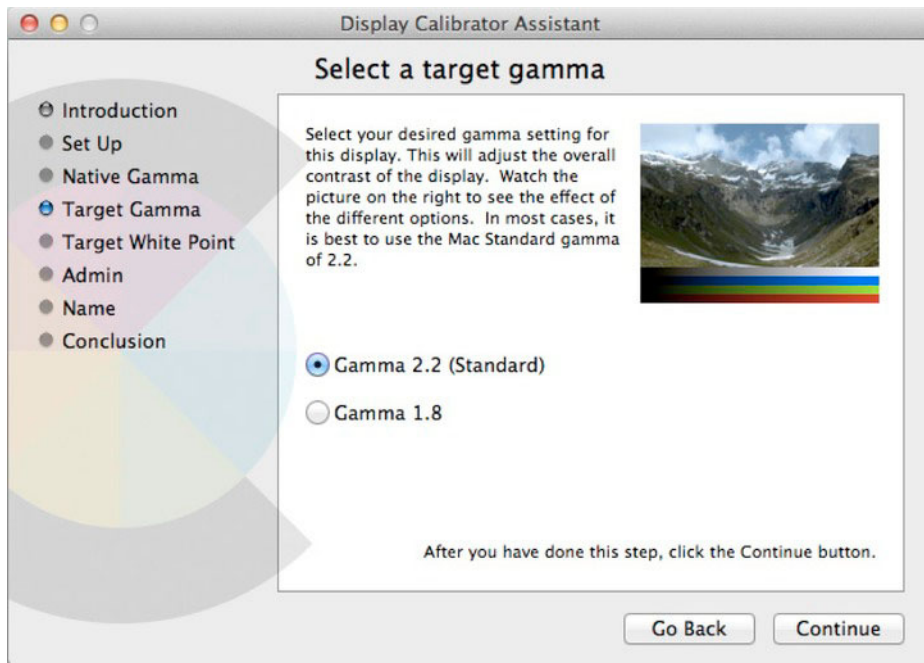 Display Calibrator Assistant
Select a target gamma
Introduction
Set Up
Native Gamma
Target Gamma
Target White Point
Admin
Name
Conclusion
Select your desired gamma setting for
this display. This will adjust the overall
contrast of the display.  Watch the
picture on the right to see the effect of
the different options.  In most cases, it
is best to use the Mac Standard gamma
of 2.2.
Gamma 2.2 (Standard)
Gamma 1.8
After you have done this step, click the Continue button.
Go Back
Continue